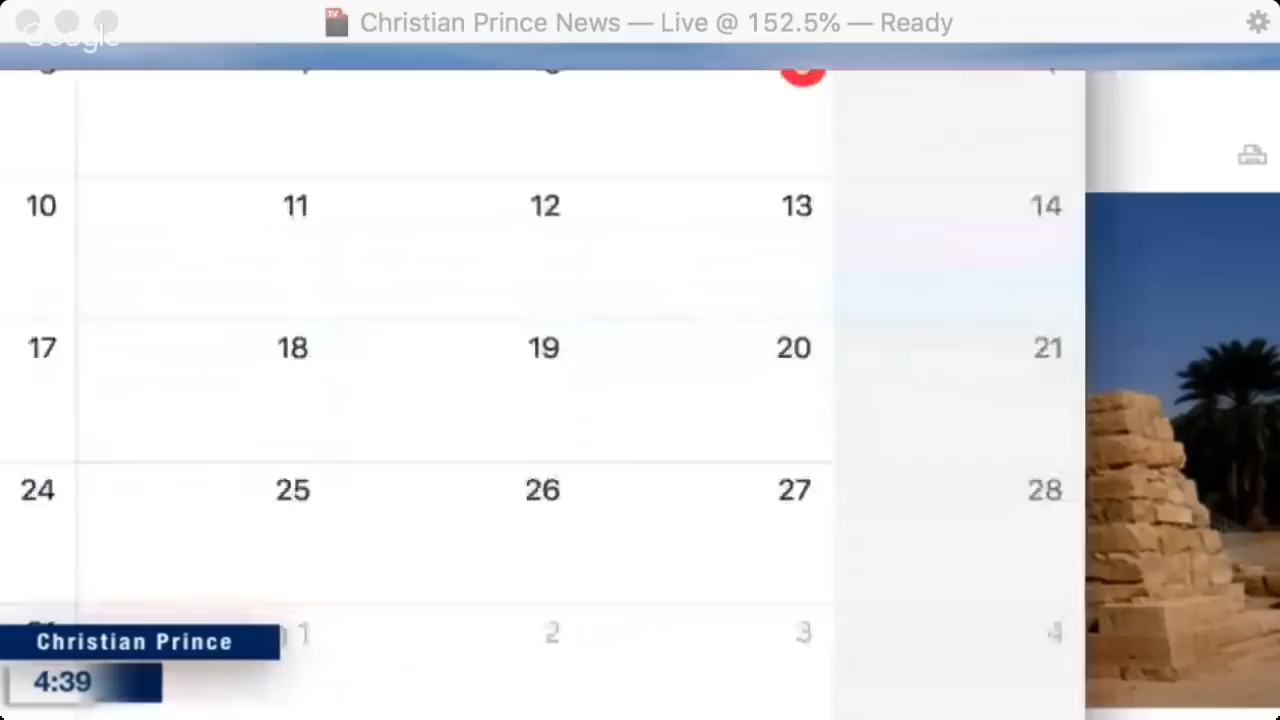 Christian Prince News — Live @ 152.5% — Ready
Google
10 11 12 13 14
17 18 19 20 21
24 25 26 27 28
1 2 3 4
Christian Prince
4:39